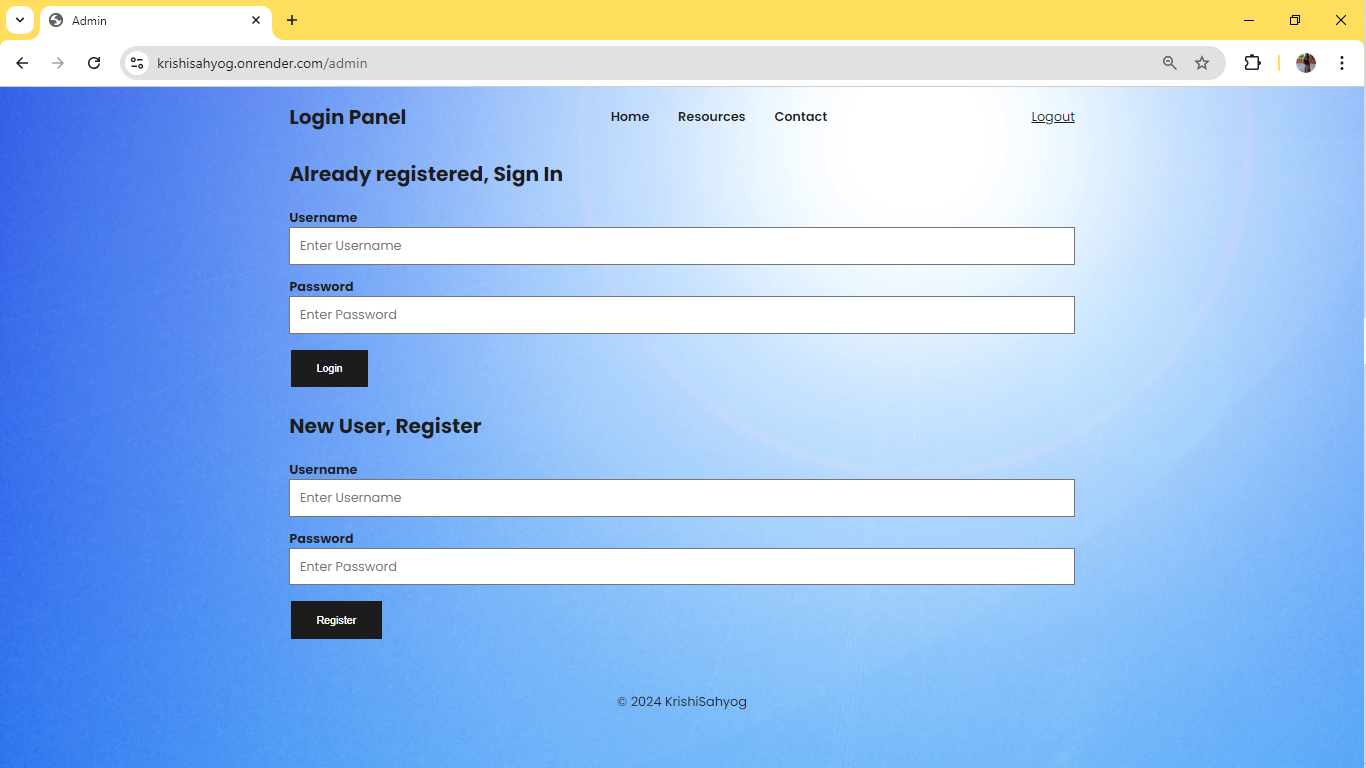 Admin
krishisahyog.onrender.com/admin
Login Panel
Home Resources Contact
Logout
Already registered, Sign In
Username
Enter Username
Password
Enter Password
Login
New User, Register
Username
Enter Username
Password
Enter Password
Register
© 2024 KrishiSahyog